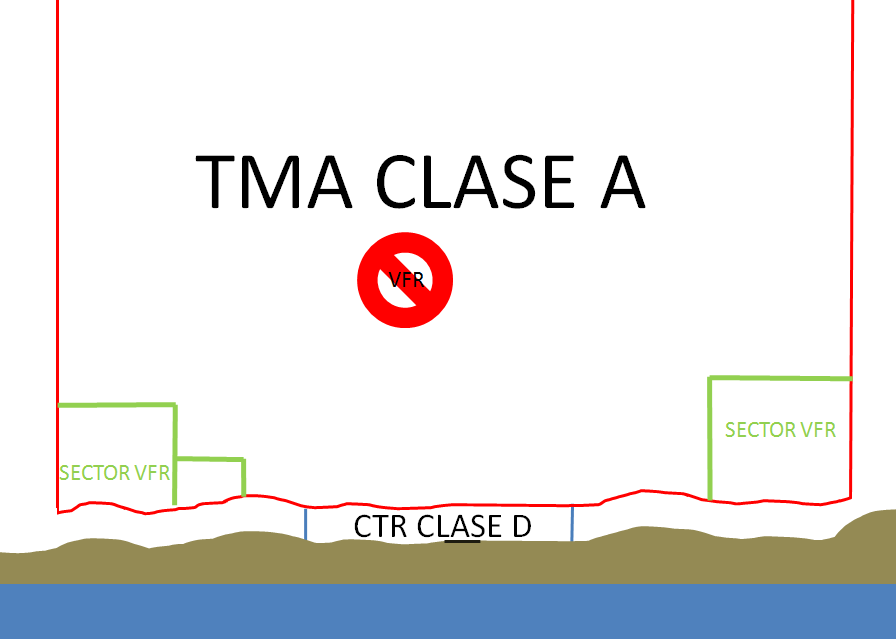 TMA CLASE A
VFR
SECTOR VFR
SECTOR VFR
CTR CLASE D